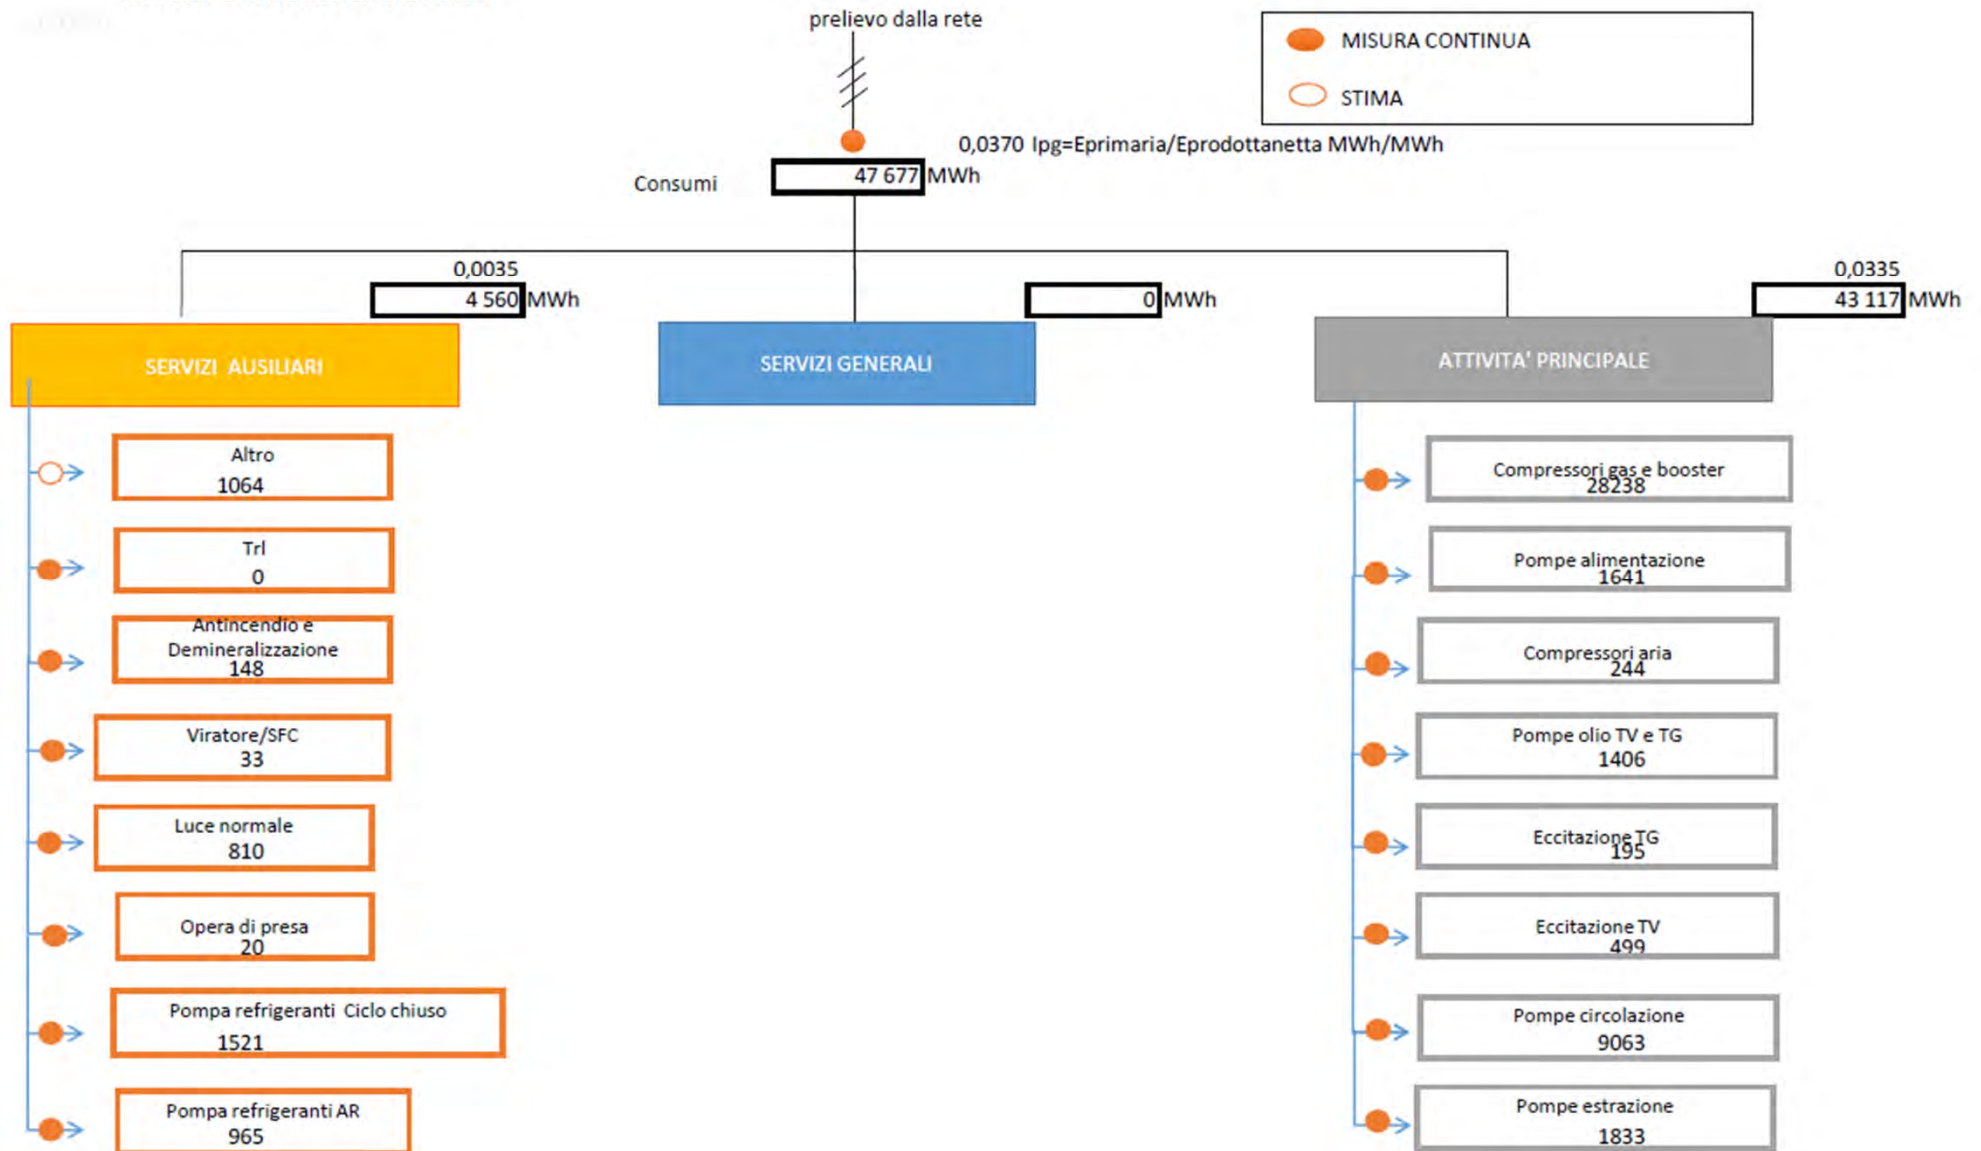 prelievo dalla rete
MISURA CONTINUA
STIMA
0,0370 Ipg=Eprimaria/Eprodottanetta MWh/MWh
Consumi
47 677 MWh
0,0035
4 560 MWh
0 MWh
0,0335
43 117 MWh
SERVIZI AUSILIARI
SERVIZI GENERALI
ATTIVITA' PRINCIPALE
Altro
1064
Trl
0
Antincendio e
Demineralizzazione
148
Viratore/SFC
33
Luce normale
810
Opera di presa
20
Pompa refrigeranti Ciclo chiuso
1521
Pompa refrigeranti AR
965
Compressori gas e booster
28238
Pompe alimentazione
1641
Compressori aria
244
Pompe olio TV e TG
1406
Eccitazione TG
195
Eccitazione TV
499
Pompe circolazione
9063
Pompe estrazione
1833